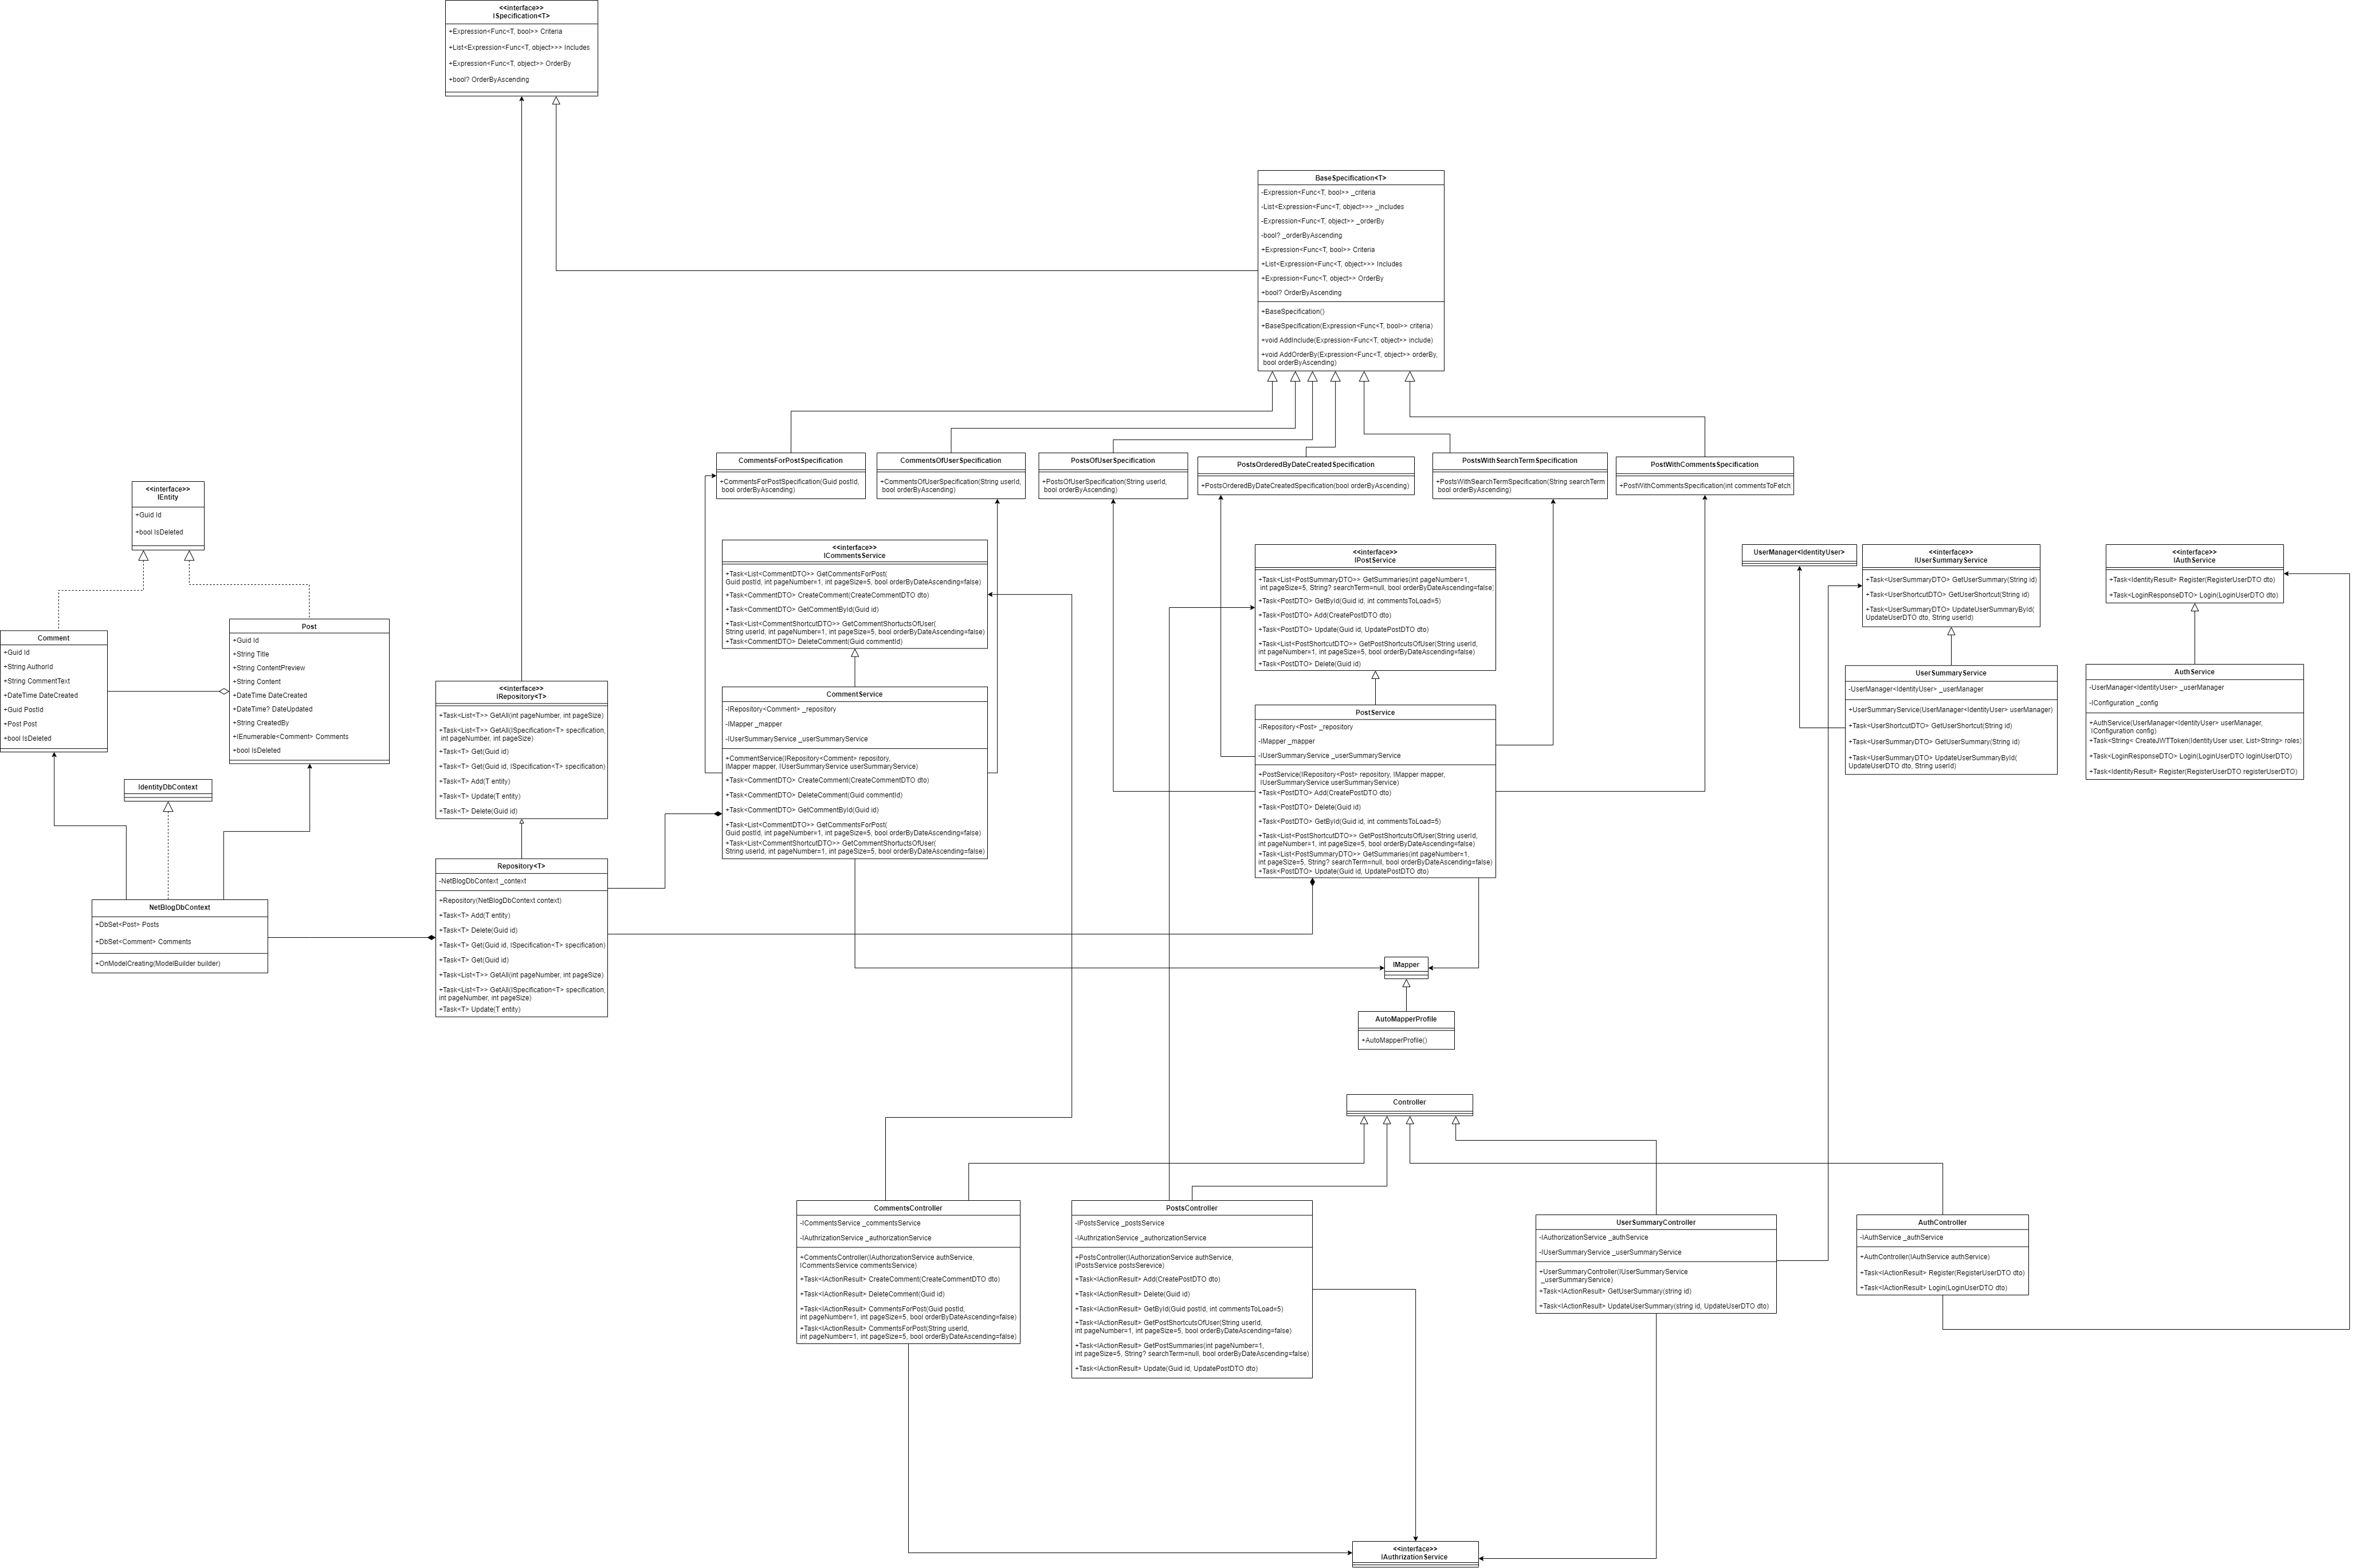 <<interface>>
ISpecification<T>
+Expression<Func<T, bool>> Criteria
+List<Expression<Func<T, object>>> Includes
+Expression<Func<T, object>> OrderBy
+bool? OrderByAscending
BaseSpecification<T>
-Expression<Func<T, bool>> _criteria
-List<Expression<Func<T, object>>> _includes
-Expression<Func<T, object>> _orderBy
-bool? _orderByAscending
+Expression<Func<T, bool>> Criteria
+List<Expression<Func<T, object>>> Includes
+Expression<Func<T, object>> OrderBy
+bool? OrderByAscending
+BaseSpecification()
+BaseSpecification(Expression<Func<T, bool>> criteria)
+void AddInclude(Expression<Func<T, object>> include)
+void AddOrderBy(Expression<Func<T, object>> orderBy,
bool orderByAscending)
CommentsForPostSpecification
+CommentsForPostSpecification(Guid postId,
bool orderByAscending)
CommentsOfUserSpecification
+CommentsOfUserSpecification(String userId,
bool orderByAscending)
PostsOfUserSpecification
+PostsOfUserSpecification(String userId,
bool orderByAscending)
PostsOrderedByDateCreatedSpecification
+PostsOrderedByDateCreatedSpecification(bool orderByAscending)
PostsWithSearchTermSpecification
+PostsWithSearchTermSpecification(String searchTerm
bool orderByAscending)
PostWithCommentsSpecification
+PostWithCommentsSpecification(int commentsToFetch)
<<interface>>
IEntity
+Guid Id
+bool IsDeleted
Comment
+Guid Id
+String AuthorId
+String CommentText
+DateTime DateCreated
+Guid PostId
+Post Post
+bool IsDeleted
Post
+Guid Id
+String Title
+String ContentPreview
+String Content
+DateTime DateCreated
+DateTime? DateUpdated
+String CreatedBy
+IEnumerable<Comment> Comments
+bool IsDeleted
IdentityDbContext
NetBlogDbContext
+DbSet<Post> Posts
+DbSet<Comment> Comments
+OnModelCreating(ModelBuilder builder)
<<interface>>
IRepository<T>
+Task<List<T>> GetAll(int pageNumber, int pageSize)
+Task<List<T>> GetAll(ISpecification<T> specification,
int pageNumber, int pageSize)
+Task<T> Get(Guid id)
+Task<T> Get(Guid id, ISpecification<T> specification)
+Task<T> Add(T entity)
+Task<T> Update(T entity)
+Task<T> Delete(Guid id)
Repository<T>
-NetBlogDbContext _context
+Repository(NetBlogDbContext context)
+Task<T> Add(T entity)
+Task<T> Delete(Guid id)
+Task<T> Get(Guid id, ISpecification<T> specification)
+Task<T> Get(Guid id)
+Task<List<T>> GetAll(int pageNumber, int pageSize)
+Task<List<T>> GetAll(ISpecification<T> specification,
int pageNumber, int pageSize)
+Task<T> Update(T entity)
<<interface>>
ICommentsService
+Task<List<CommentDTO>> GetCommentsForPost(
Guid postId, int pageNumber=1, int pageSize=5, bool orderByDateAscending=false)
+Task<CommentDTO> CreateComment(CreateCommentDTO dto)
+Task<CommentDTO> GetCommentById(Guid id)
+Task<List<CommentShortcutDTO>> GetCommentShortuctsOfUser(
String userId, int pageNumber=1, int pageSize=5, bool orderByDateAscending=false)
+Task<CommentDTO> DeleteComment(Guid commentId)
CommentService
-IRepository<Comment> _repository
-IMapper _mapper
-IUserSummaryService _userSummaryService
+CommentService(IRepository<Comment> repository,
IMapper mapper, IUserSummaryService userSummaryService)
+Task<CommentDTO> CreateComment(CreateCommentDTO dto)
+Task<CommentDTO> DeleteComment(Guid commentId)
+Task<CommentDTO> GetCommentById(Guid id)
+Task<List<CommentDTO>> GetCommentsForPost(
Guid postId, int pageNumber=1, int pageSize=5, bool orderByDateAscending=false)
+Task<List<CommentShortcutDTO>> GetCommentShortuctsOfUser(
String userId, int pageNumber=1, int pageSize=5, bool orderByDateAscending=false)
<<interface>>
IPostService
+Task<List<PostSummaryDTO>> GetSummaries(int pageNumber=1,
int pageSize=5, String? searchTerm=null, bool orderByDateAscending=false)
+Task<PostDTO> GetById(Guid id, int commentsToLoad=5)
+Task<PostDTO> Add(CreatePostDTO dto)
+Task<PostDTO> Update(Guid id, UpdatePostDTO dto)
+Task<List<PostShortcutDTO>> GetPostShortcutsOfUser(String userId,
int pageNumber=1, int pageSize=5, bool orderByDateAscending=false)
+Task<PostDTO> Delete(Guid id)
PostService
-IRepository<Post> _repository
-IMapper _mapper
-IUserSummaryService _userSummaryService
+PostService(IRepository<Post> repository, IMapper mapper,
IUserSummaryService userSummaryService)
+Task<PostDTO> Add(CreatePostDTO dto)
+Task<PostDTO> Delete(Guid id)
+Task<PostDTO> GetById(Guid id, int commentsToLoad=5)
+Task<List<PostShortcutDTO>> GetPostShortcutsOfUser(String userId,
int pageNumber=1, int pageSize=5, bool orderByDateAscending=false)
+Task<List<PostSummaryDTO>> GetSummaries(int pageNumber=1,
int pageSize=5, String? searchTerm=null, bool orderByDateAscending=false)
+Task<PostDTO> Update(Guid id, UpdatePostDTO dto)
UserManager<IdentityUser>
<<interface>>
IUserSummaryService
+Task<UserSummaryDTO> GetUserSummary(String id)
+Task<UserShortcutDTO> GetUserShortcut(String id)
+Task<UserSummaryDTO> UpdateUserSummaryById(
UpdateUserDTO dto, String userId)
UserSummaryService
-UserManager<IdentityUser> _userManager
+UserSummaryService(UserManager<IdentityUser> userManager)
+Task<UserShortcutDTO> GetUserShortcut(String id)
+Task<UserSummaryDTO> GetUserSummary(String id)
+Task<UserSummaryDTO> UpdateUserSummaryById(
UpdateUserDTO dto, String userId)
<<interface>>
IAuthService
+Task<IdentityResult> Register(RegisterUserDTO dto)
+Task<LoginResponseDTO> Login(LoginUserDTO dto)
AuthService
-UserManager<IdentityUser> _userManager
-IConfiguration _config
+AuthService(UserManager<IdentityUser> userManager,
IConfiguration config)
+Task<String< CreateJWTToken(IdentityUser user, List>String> roles)
+Task<LoginResponseDTO> Login(LoginUserDTO loginUserDTO)
+Task<IdentityResult> Register(RegisterUserDTO registerUserDTO)
IMapper
AutoMapperProfile
+AutoMapperProfile()
Controller
CommentsController
-ICommentsService _commentsService
-IAuthrizationService _authorizationService
+CommentsController(IAuthorizationService authService,
ICommentsService commentsService)
+Task<IActionResult> CreateComment(CreateCommentDTO dto)
+Task<IActionResult> DeleteComment(Guid id)
+Task<IActionResult> CommentsForPost(Guid postId,
int pageNumber=1, int pageSize=5, bool orderByDateAscending=false)
+Task<IActionResult> CommentsForPost(String userId,
int pageNumber=1, int pageSize=5, bool orderByDateAscending=false)
PostsController
-IPostsService _postsService
-IAuthrizationService _authorizationService
+PostsController(IAuthorizationService authService,
IPostsService postsSerevice)
+Task<IActionResult> Add(CreatePostDTO dto)
+Task<IActionResult> Delete(Guid id)
+Task<IActionResult> GetById(Guid postId, int commentsToLoad=5)
+Task<IActionResult> GetPostShortcutsOfUser(String userId,
int pageNumber=1, int pageSize=5, bool orderByDateAscending=false)
+Task<IActionResult> GetPostSummaries(int pageNumber=1,
int pageSize=5, String? searchTerm=null, bool orderByDateAscending=false)
+Task<IActionResult> Update(Guid id, UpdatePostDTO dto)
UserSummaryController
-IAuthorizationService _authService
-IUserSummaryService _userSummaryService
+UserSummaryController(IUserSummaryService
_userSummaryService)
+Task<IActionResult> GetUserSummary(string id)
+Task<IActionResult> UpdateUserSummary(string id, UpdateUserDTO dto)
AuthController
-IAuthService _authService
+AuthController(IAuthService authService)
+Task<IActionResult> Register(RegisterUserDTO dto)
+Task<IActionResult> Login(LoginUserDTO dto)
<<interface>>
IAuthrizationService